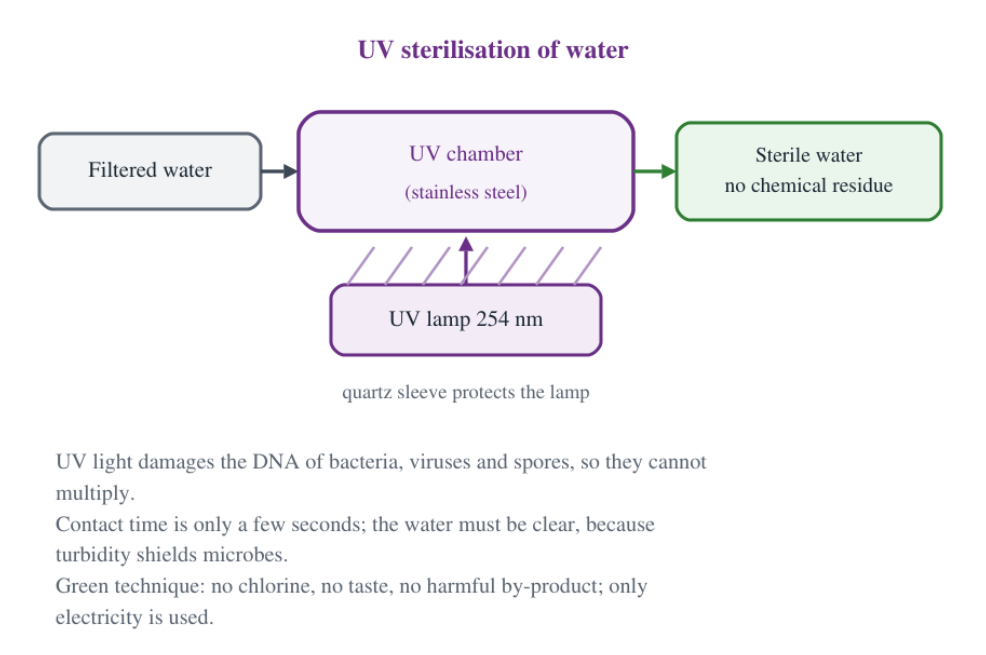 UV sterilisation of water
Filtered water
UV chamber
(stainless steel)
Sterile water
no chemical residue
UV lamp 254 nm
quartz sleeve protects the lamp
UV light damages the DNA of bacteria, viruses and spores, so they cannot
multiply.
Contact time is only a few seconds; the water must be clear, because
turbidity shields microbes.
Green technique: no chlorine, no taste, no harmful by-product; only
electricity is used.